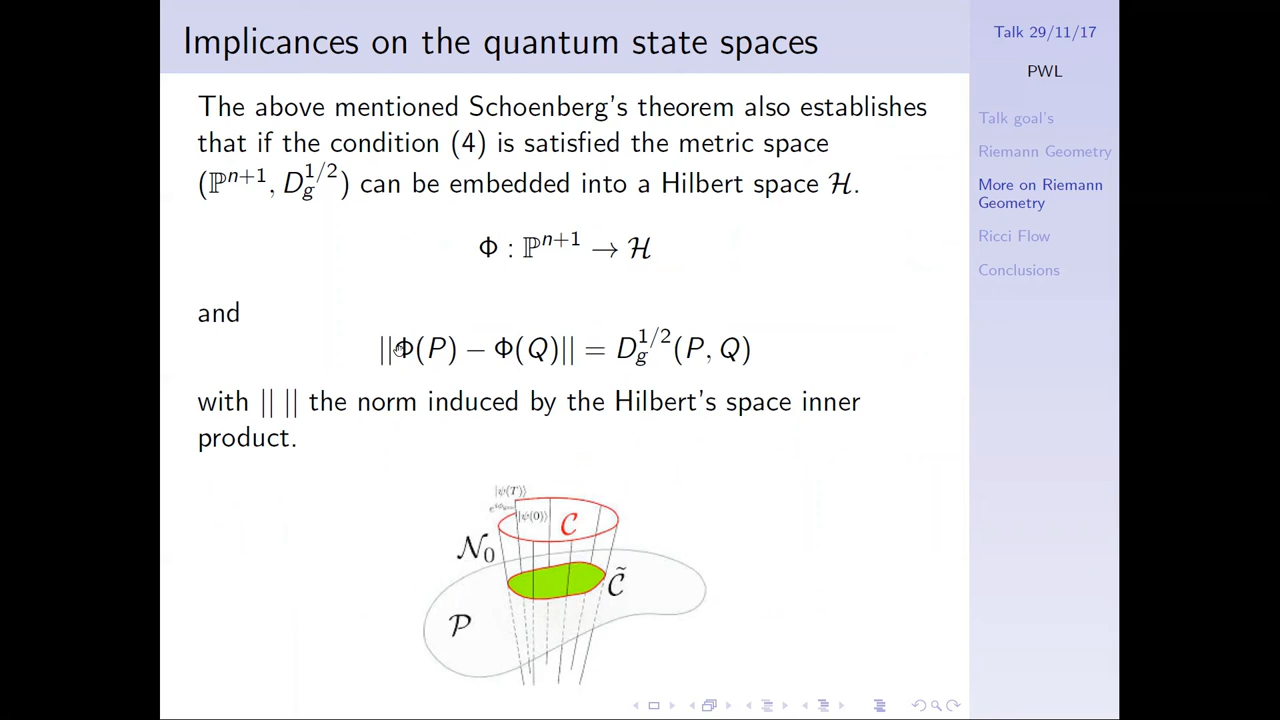 Implicances on the quantum state spaces
The above mentioned Schoenberg's theorem also establishes
that if the condition (4) is satisfied the metric space
(ℙⁿ⁺¹, D_g^{1/2}) can be embedded into a Hilbert space ℋ.
Φ : ℙⁿ⁺¹ → ℋ
and
||Φ(P) − Φ(Q)|| = D_g^{1/2}(P, Q)
with || || the norm induced by the Hilbert's space inner
product.
|ψ(T)⟩
|ψ(0)⟩
𝒞
𝒩₀
𝒞̃
𝒫
Talk 29/11/17
PWL
Talk goal's
Riemann Geometry
More on Riemann
Geometry
Ricci Flow
Conclusions